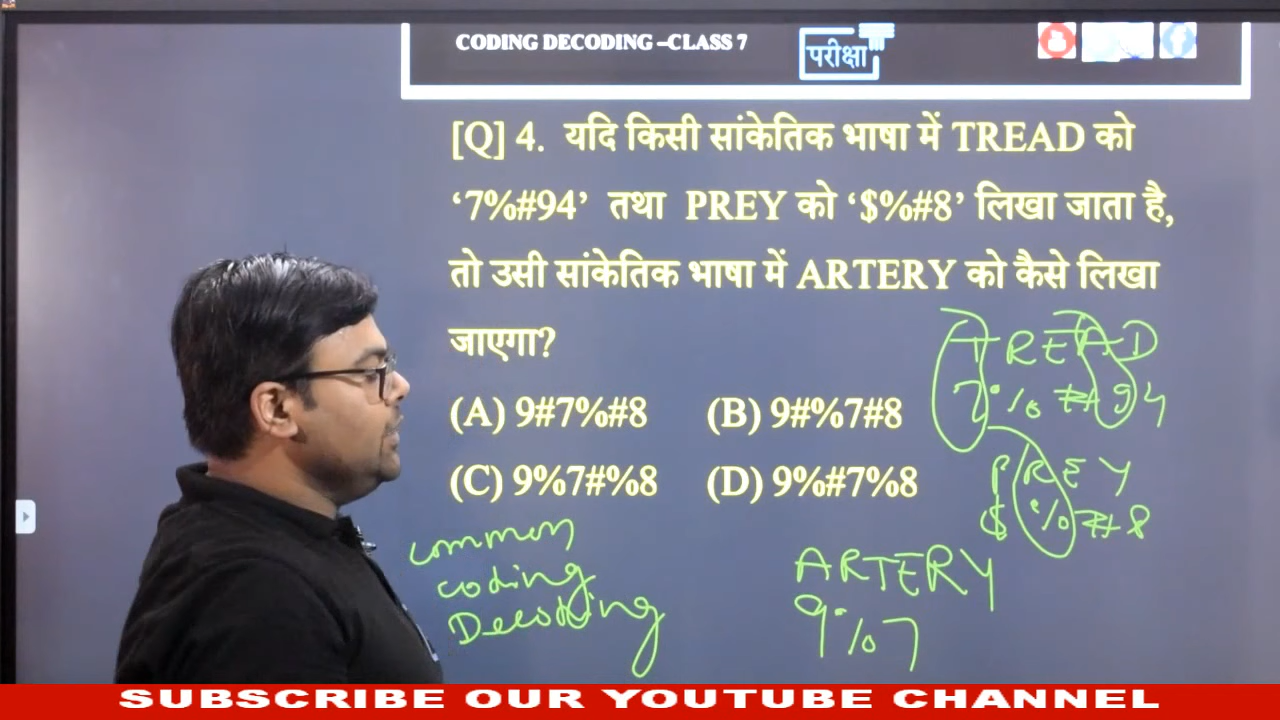 CODING DECODING –CLASS 7
परीक्षा
[Q] 4. यदि किसी सांकेतिक भाषा में TREAD को
‘7%#94’ तथा PREY को ‘$%#8’ लिखा जाता है,
तो उसी सांकेतिक भाषा में ARTERY को कैसे लिखा
जाएगा?
(A) 9#7%#8 (B) 9#%7#8
(C) 9%7#%8 (D) 9%#7%8
TREAD
7%#94
PREY
$%#8
common
coding
Decoding
ARTERY
9%7
SUBSCRIBE OUR YOUTUBE CHANNEL